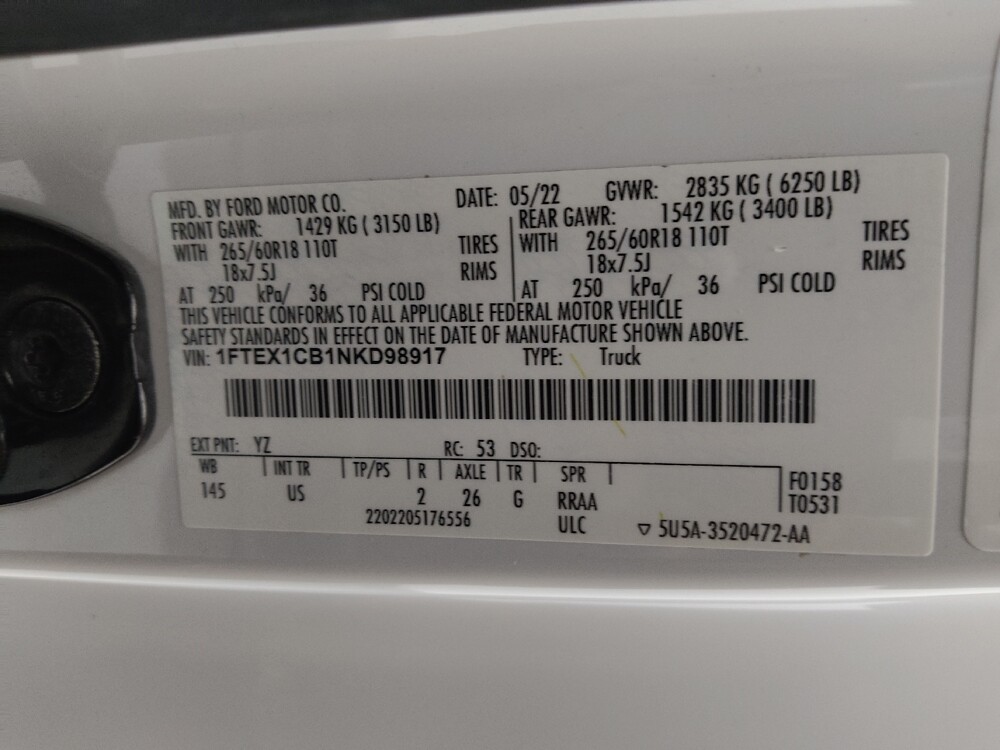 MFD. BY FORD MOTOR CO. DATE: 05/22 GVWR: 2835 KG ( 6250 LB)
FRONT GAWR: 1429 KG ( 3150 LB) REAR GAWR: 1542 KG ( 3400 LB)
WITH 265/60R18 110T TIRES WITH 265/60R18 110T TIRES
18x7.5J RIMS 18x7.5J RIMS
AT 250 kPa/ 36 PSI COLD AT 250 kPa/ 36 PSI COLD
THIS VEHICLE CONFORMS TO ALL APPLICABLE FEDERAL MOTOR VEHICLE
SAFETY STANDARDS IN EFFECT ON THE DATE OF MANUFACTURE SHOWN ABOVE.
VIN: 1FTEX1CB1NKD98917 TYPE: Truck
EXT PNT: YZ RC: 53 DSO:
WB INT TR TP/PS R AXLE TR SPR F0158
145 US 2 26 G RRAA T0531
2202205176556 ULC ▽ 5U5A-3520472-AA